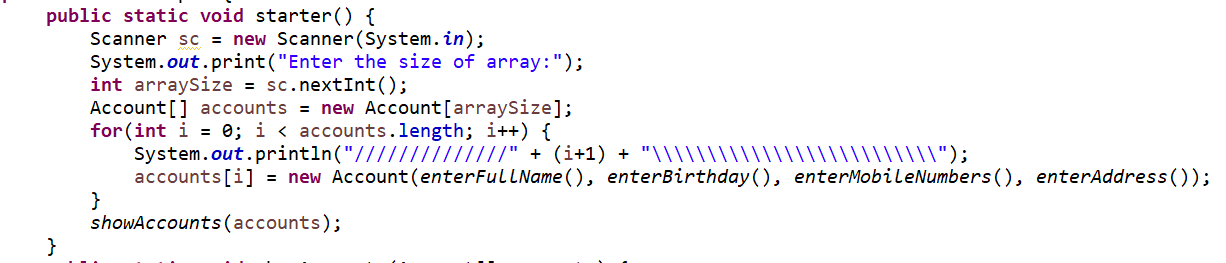 public static void starter() {
Scanner sc = new Scanner(System.in);
System.out.print("Enter the size of array:");
int arraySize = sc.nextInt();
Account[] accounts = new Account[arraySize];
for(int i = 0; i < accounts.length; i++) {
System.out.println("//////////////" + (i+1) + "\\\\\\\\\\\\\\\\\\\\\\\\\\");
accounts[i] = new Account(enterFullName(), enterBirthday(), enterMobileNumbers(), enterAddress());
}
showAccounts(accounts);
}